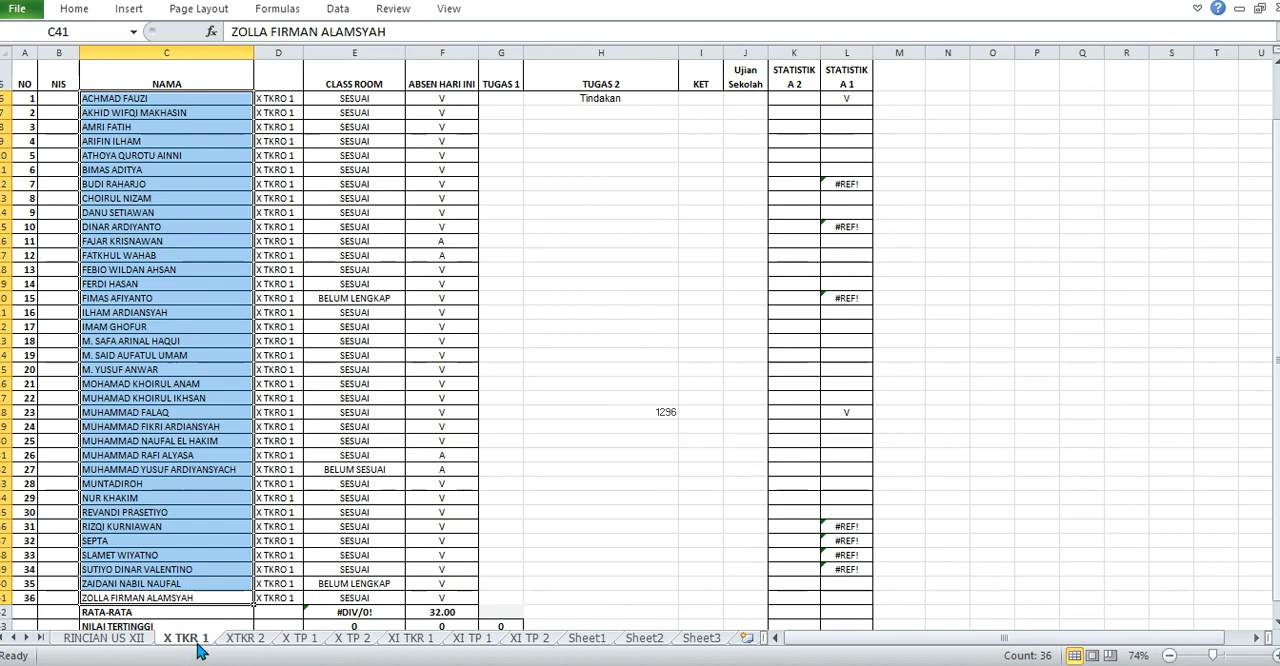 File Home Insert Page Layout Formulas Data Review View
C41 fx ZOLLA FIRMAN ALAMSYAH
A B C D E F G H I J K L M N O P Q R S T U
NO NIS NAMA CLASS ROOM ABSEN HARI INI TUGAS 1 TUGAS 2 KET Ujian Sekolah STATISTIK A 2 STATISTIK A 1
1 ACHMAD FAUZI X TKRO 1 SESUAI V Tindakan V
2 AKHID WIFQI MAKHASIN X TKRO 1 SESUAI V
3 AMRI FATIH X TKRO 1 SESUAI V
4 ARIFIN ILHAM X TKRO 1 SESUAI V
5 ATHOYA QUROTU AINNI X TKRO 1 SESUAI V
6 BIMAS ADITYA X TKRO 1 SESUAI V
7 BUDI RAHARJO X TKRO 1 SESUAI V #REF!
8 CHOIRUL NIZAM X TKRO 1 SESUAI V
9 DANU SETIAWAN X TKRO 1 SESUAI V
10 DINAR ARDIYANTO X TKRO 1 SESUAI V #REF!
11 FAJAR KRISNAWAN X TKRO 1 SESUAI A
12 FATKHUL WAHAB X TKRO 1 SESUAI A
13 FEBIO WILDAN AHSAN X TKRO 1 SESUAI V
14 FERDI HASAN X TKRO 1 SESUAI V
15 FIMAS AFIYANTO X TKRO 1 BELUM LENGKAP V #REF!
16 ILHAM ARDIANSYAH X TKRO 1 SESUAI V
17 IMAM GHOFUR X TKRO 1 SESUAI V
18 M. SAFA ARINAL HAQUI X TKRO 1 SESUAI V
19 M. SAID AUFATUL UMAM X TKRO 1 SESUAI V
20 M. YUSUF ANWAR X TKRO 1 SESUAI V
21 MOHAMAD KHOIRUL ANAM X TKRO 1 SESUAI V
22 MUHAMAD KHOIRUL IKHSAN X TKRO 1 SESUAI V
23 MUHAMMAD FALAQ X TKRO 1 SESUAI V 1296 V
24 MUHAMMAD FIKRI ARDIANSYAH X TKRO 1 SESUAI V
25 MUHAMMAD NAUFAL EL HAKIM X TKRO 1 SESUAI V
26 MUHAMMAD RAFI ALYASA X TKRO 1 SESUAI A
27 MUHAMMAD YUSUF ARDIYANSYACH X TKRO 1 BELUM SESUAI A
28 MUNTADIROH X TKRO 1 SESUAI V
29 NUR KHAKIM X TKRO 1 SESUAI V
30 REVANDI PRASETIYO X TKRO 1 SESUAI V
31 RIZQI KURNIAWAN X TKRO 1 SESUAI V #REF!
32 SEPTA X TKRO 1 SESUAI V #REF!
33 SLAMET WIYATNO X TKRO 1 SESUAI V #REF!
34 SUTIYO DINAR VALENTINO X TKRO 1 SESUAI V #REF!
35 ZAIDANI NABIL NAUFAL X TKRO 1 BELUM LENGKAP V
36 ZOLLA FIRMAN ALAMSYAH X TKRO 1 SESUAI V
RATA-RATA #DIV/0! 32.00
NILAI TERTINGGI 0 0 0
RINCIAN US XII X TKR 1 XTKR 2 X TP 1 X TP 2 XI TKR 1 XI TP 1 XI TP 2 Sheet1 Sheet2 Sheet3
Ready Count: 36 74%